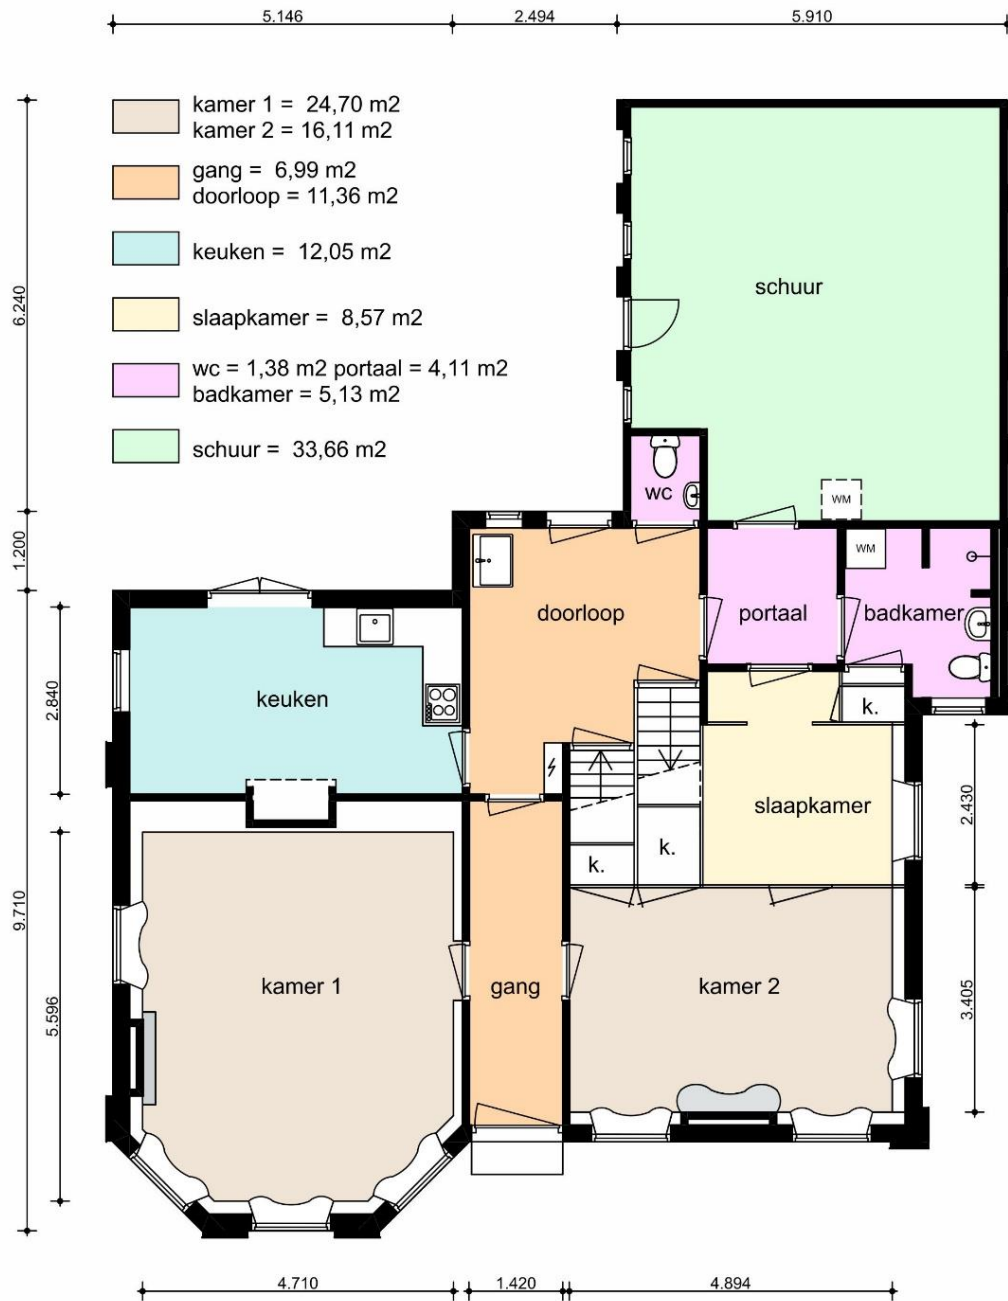 5.146 2.494 5.910
kamer 1 = 24,70 m2
kamer 2 = 16,11 m2
gang = 6,99 m2
doorloop = 11,36 m2
keuken = 12,05 m2
slaapkamer = 8,57 m2
wc = 1,38 m2 portaal = 4,11 m2
badkamer = 5,13 m2
schuur = 33,66 m2
6.240
schuur
wc
WM
1.200
WM
doorloop
portaal
badkamer
keuken
2.840
k.
slaapkamer
2.430
k.
k.
9.710
5.596
kamer 1
gang
kamer 2
3.405
4.710 1.420 4.894